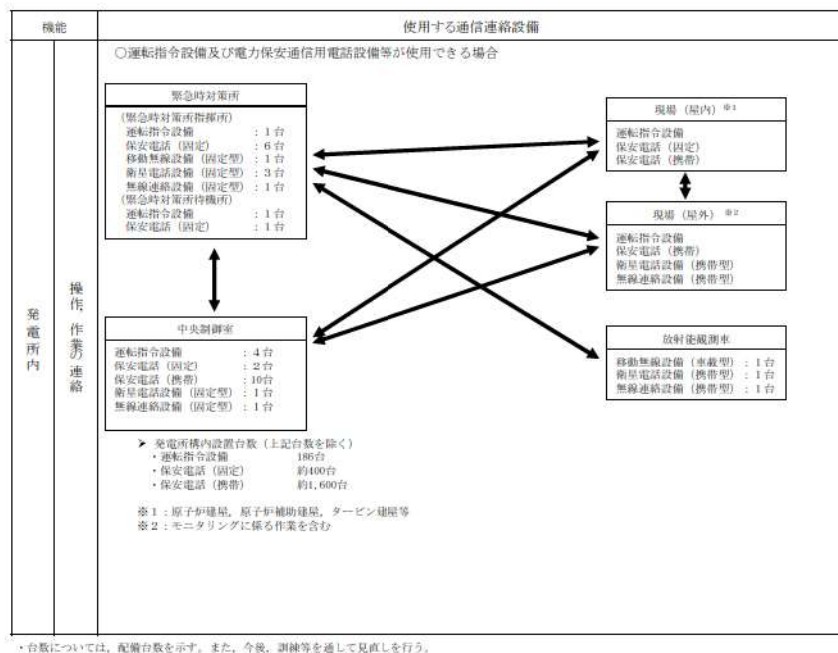 機能
使用する通信連絡設備
発電所内
操作，作業の連絡
○運転指令設備及び電力保安通信用電話設備等が使用できる場合
緊急時対策所
(緊急時対策所指揮所)
運転指令設備 : 1台
保安電話 (固定) : 6台
移動無線設備 (固定型) : 1台
衛星電話設備 (固定型) : 3台
無線連絡設備 (固定型) : 1台
(緊急時対策所待機所)
運転指令設備 : 1台
保安電話 (固定) : 1台
中央制御室
運転指令設備 : 4台
保安電話 (固定) : 2台
保安電話 (携帯) : 10台
衛星電話設備 (固定型) : 1台
無線連絡設備 (固定型) : 1台
現場 (屋内) ※1
運転指令設備
保安電話 (固定)
保安電話 (携帯)
現場 (屋外) ※2
運転指令設備
保安電話 (携帯)
衛星電話設備 (携帯型)
無線連絡設備 (携帯型)
放射能観測車
移動無線設備 (車載型) : 1台
衛星電話設備 (携帯型) : 1台
無線連絡設備 (携帯型) : 1台
➤ 発電所構内設置台数 (上記台数を除く)
・運転指令設備 186台
・保安電話 (固定) 約400台
・保安電話 (携帯) 約1,600台
※1：原子炉建屋，原子炉補助建屋，タービン建屋等
※2：モニタリングに係る作業を含む
・台数については，配備台数を示す。また，今後，訓練等を通して見直しを行う。